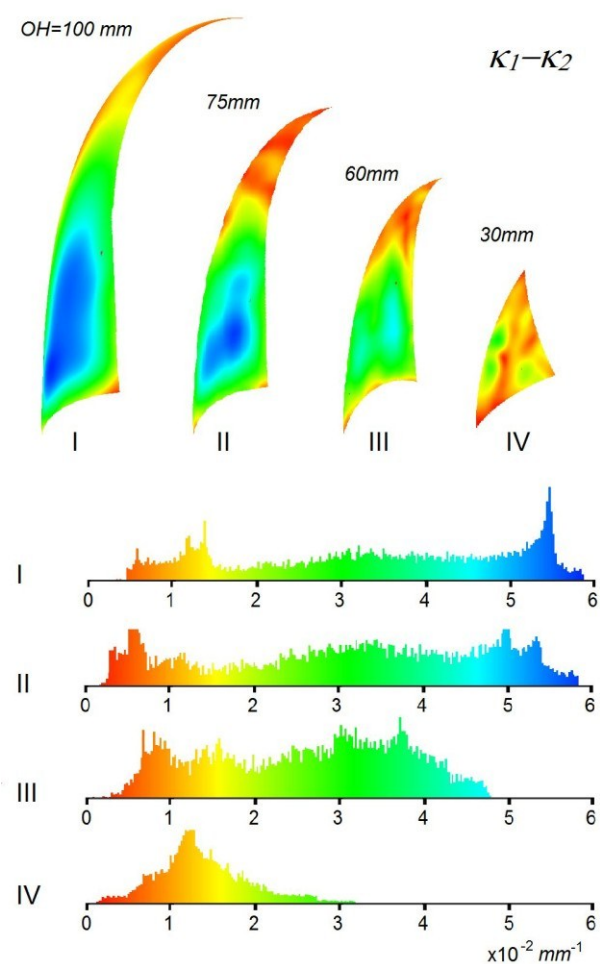 OH=100 mm
κ1−κ2
75mm
60mm
30mm
I
II
III
IV
I
0 1 2 3 4 5 6
II
0 1 2 3 4 5 6
III
0 1 2 3 4 5 6
IV
0 1 2 3 4 5 6
x10-2 mm-1